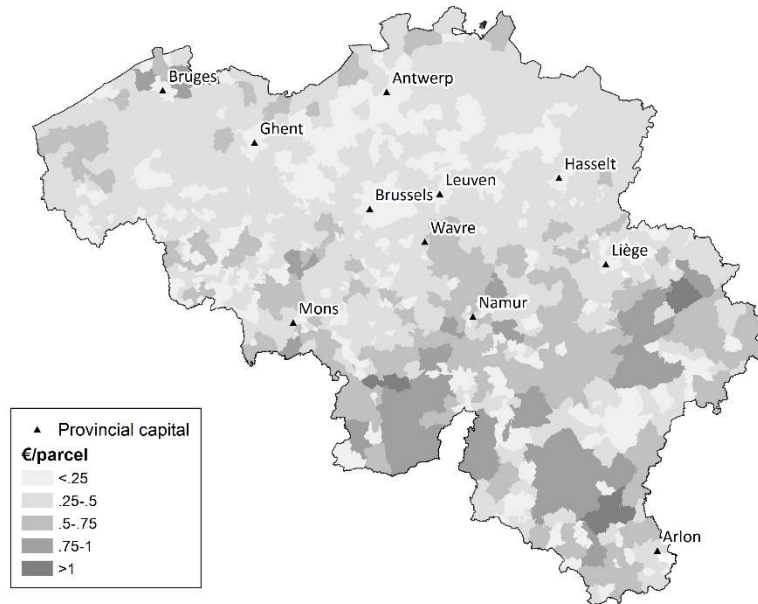 Bruges
Antwerp
Ghent
Hasselt
Leuven
Brussels
Wavre
Liège
Mons
Namur
Provincial capital
€/parcel
<.25
.25-.5
.5-.75
.75-1
>1
Arlon